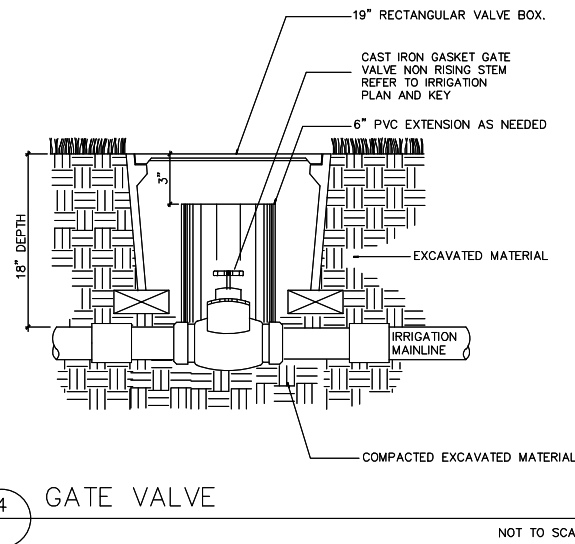 19" RECTANGULAR VALVE BOX.
CAST IRON GASKET GATE
VALVE NON RISING STEM
REFER TO IRRIGATION
PLAN AND KEY
6" PVC EXTENSION AS NEEDED
3"
18" DEPTH
EXCAVATED MATERIAL
IRRIGATION
MAINLINE
COMPACTED EXCAVATED MATERIAL
4
GATE VALVE
NOT TO SCA